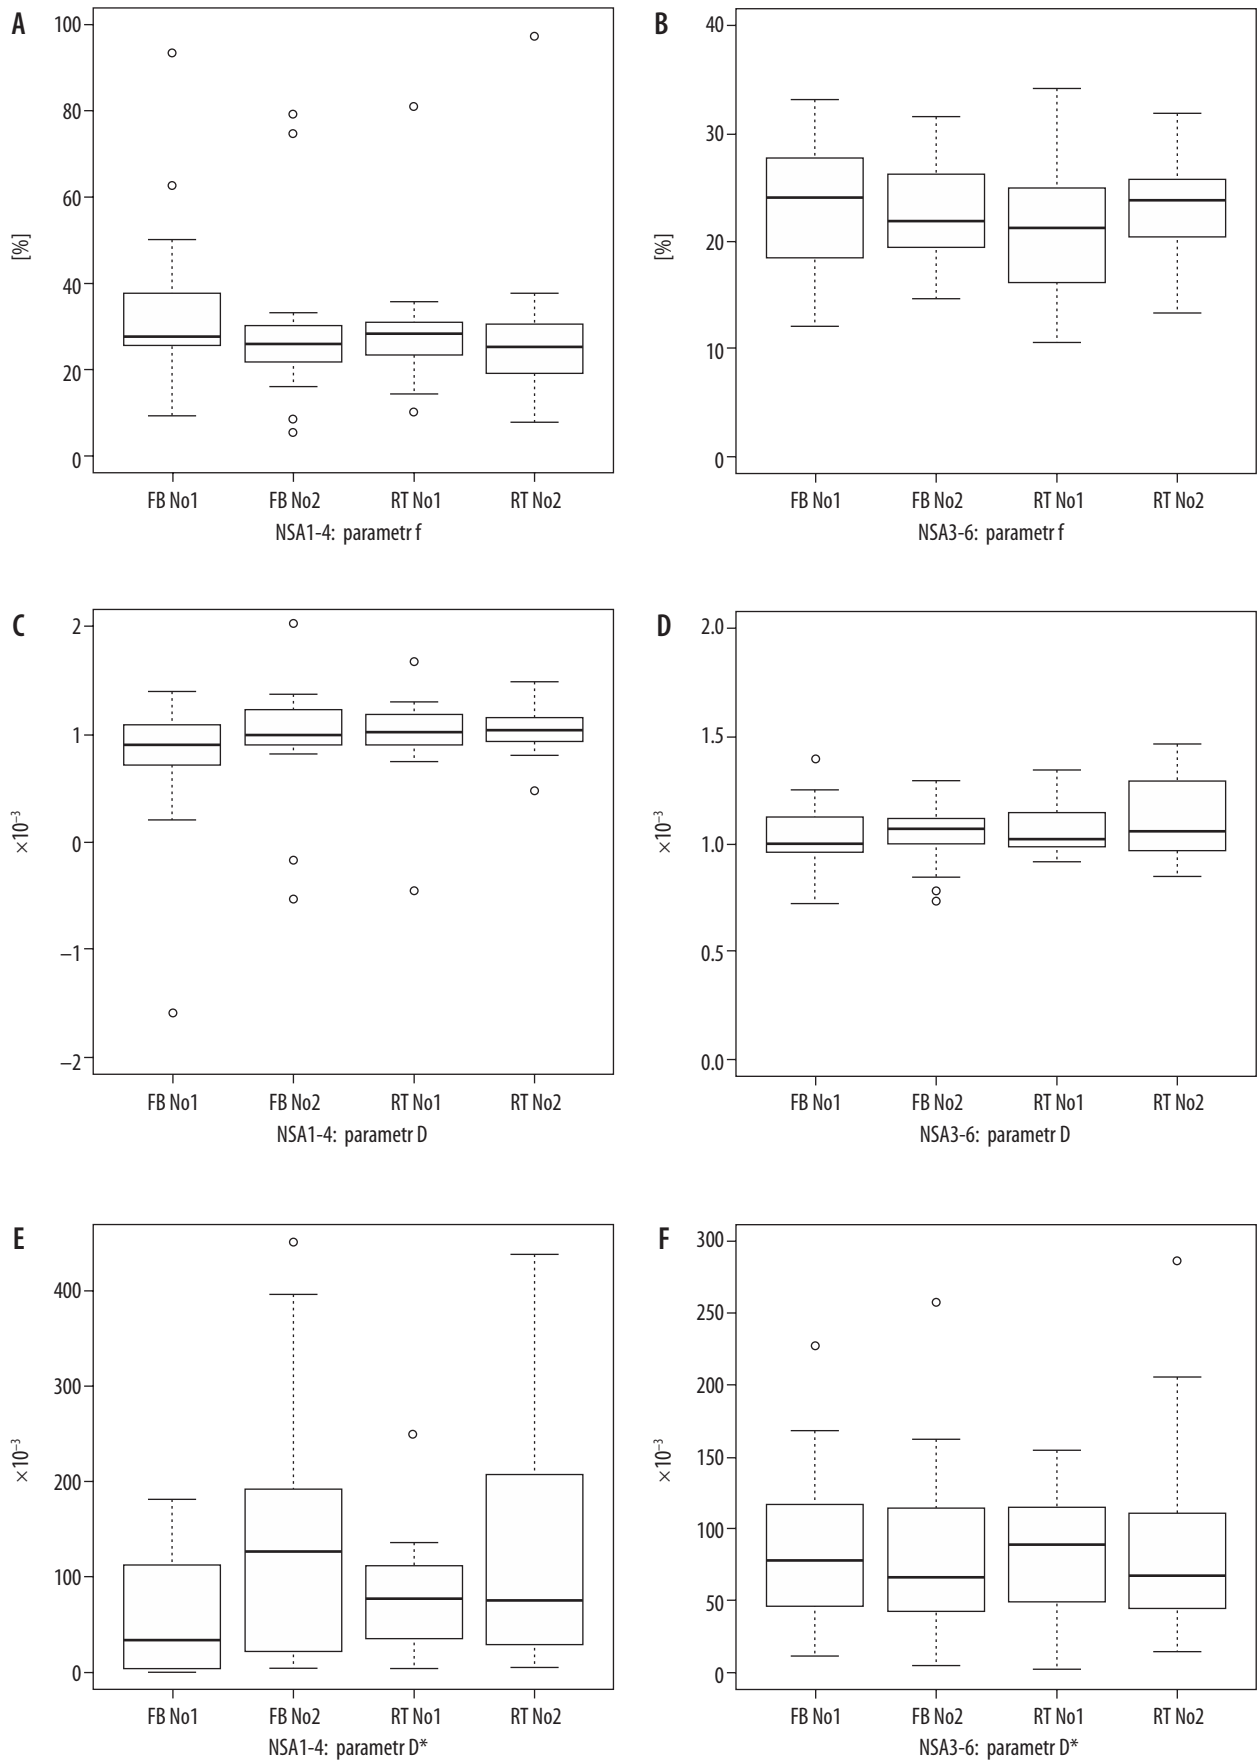 A
100
80
60
40
20
0
[%]
FB No1 FB No2 RT No1 RT No2
NSA1-4: parametr f
B
40
30
20
10
0
[%]
FB No1 FB No2 RT No1 RT No2
NSA3-6: parametr f
C
2
1
0
−1
−2
×10⁻³
FB No1 FB No2 RT No1 RT No2
NSA1-4: parametr D
D
2.0
1.5
1.0
0.5
0.0
×10⁻³
FB No1 FB No2 RT No1 RT No2
NSA3-6: parametr D
E
400
300
200
100
0
×10⁻³
FB No1 FB No2 RT No1 RT No2
NSA1-4: parametr D*
F
300
250
200
150
100
50
0
×10⁻³
FB No1 FB No2 RT No1 RT No2
NSA3-6: parametr D*